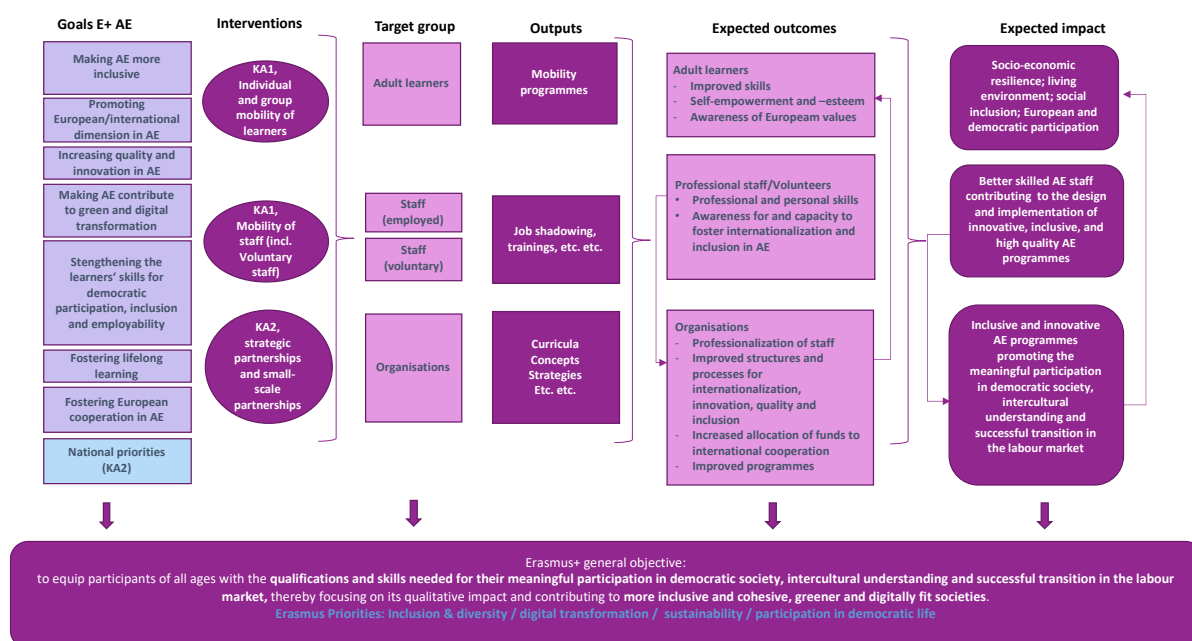 Goals E+ AE
Making AE more
inclusive
Promoting
European/international
dimension in AE
Increasing quality and
innovation in AE
Making AE contribute
to green and digital
transformation
Stengthening the
learners' skills for
democratic
participation, inclusion
and employability
Fostering lifelong
learning
Fostering European
cooperation in AE
National priorities
(KA2)
Interventions
KA1,
Individual
and group
mobility of
learners
KA1,
Mobility of
staff (incl.
Voluntary
staff)
KA2,
strategic
partnerships
and small-
scale
partnerships
Target group
Adult learners
Staff
(employed)
Staff
(voluntary)
Organisations
Outputs
Mobility
programmes
Job shadowing,
trainings, etc. etc.
Curricula
Concepts
Strategies
Etc. etc.
Expected outcomes
Adult learners
- Improved skills
- Self-empowerment and –esteem
- Awareness of European values
Professional staff/Volunteers
• Professional and personal skills
• Awareness for and capacity to
foster internationalization and
inclusion in AE
Organisations
- Professionalization of staff
- Improved structures and
processes for
internationalization,
innovation, quality and
inclusion
- Increased allocation of funds to
international cooperation
- Improved programmes
Expected impact
Socio-economic
resilience; living
environment; social
inclusion; European and
democratic participation
Better skilled AE staff
contributing to the design
and implementation of
innovative, inclusive, and
high quality AE
programmes
Inclusive and innovative
AE programmes
promoting the
meaningful participation
in democratic society,
intercultural
understanding and
successful transition in
the labour market
Erasmus+ general objective:
to equip participants of all ages with the qualifications and skills needed for their meaningful participation in democratic society, intercultural understanding and successful transition in the labour
market, thereby focusing on its qualitative impact and contributing to more inclusive and cohesive, greener and digitally fit societies.
Erasmus Priorities: Inclusion & diversity / digital transformation / sustainability / participation in democratic life